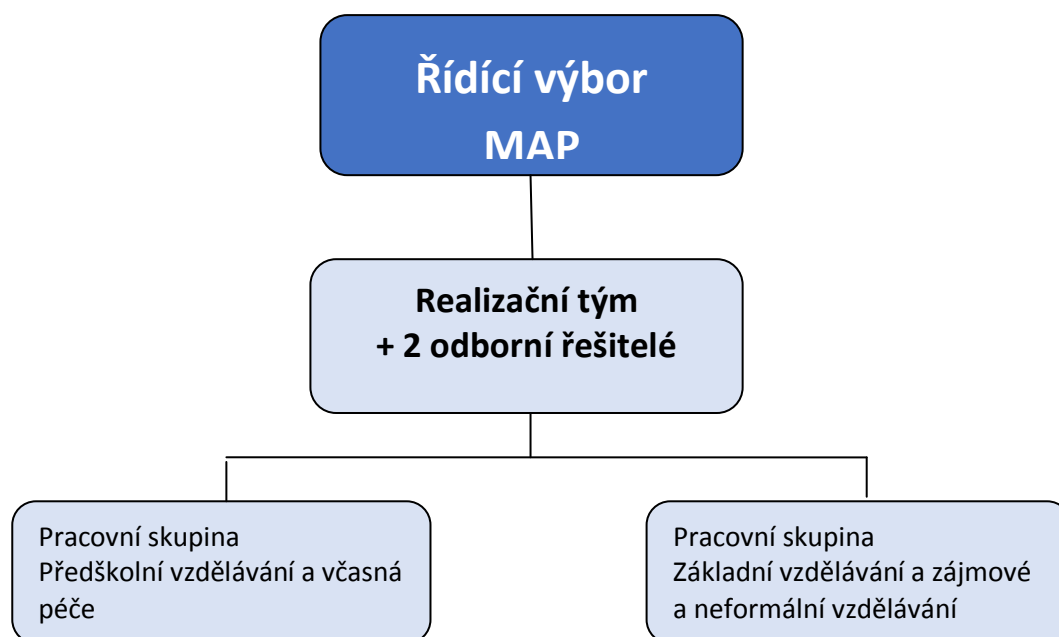 Řídící výbor
MAP
Realizační tým
+ 2 odborní řešitelé
Pracovní skupina
Předškolní vzdělávání a včasná
péče
Pracovní skupina
Základní vzdělávání a zájmové
a neformální vzdělávání